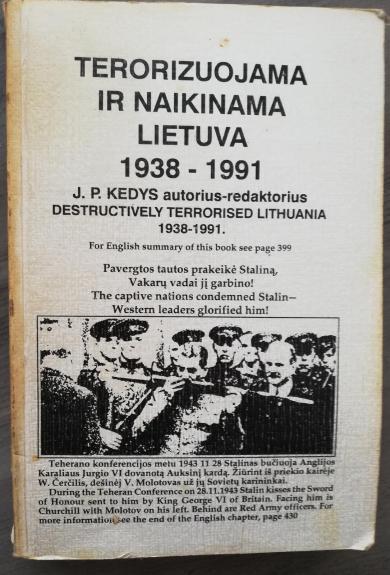 TERORIZUOJAMA
IR NAIKINAMA
LIETUVA
1938 - 1991
J. P. KEDYS autorius-redaktorius
DESTRUCTIVELY TERRORISED LITHUANIA
1938-1991.
For English summary of this book see page 399
Pavergtos tautos prakeikė Staliną,
Vakarų vadai jį garbino!
The captive nations condemned Stalin—
Western leaders glorified him!
Teherano konferencijos metu 1943 11 28 Stalinas bučiuoja Anglijos
Karaliaus Jurgio VI dovanotą Auksinį kardą. Žiūrint iš priekio kairėje
W. Čerčilis, dešinėj V. Molotovas už jų Sovietų karininkai.
During the Teheran Conference on 28.11.1943 Stalin kisses the Sword
of Honour sent to him by King George VI of Britain. Facing him is
Churchill with Molotov on his left. Behind are Red Army officers. For
more information see the end of the English chapter, page 430